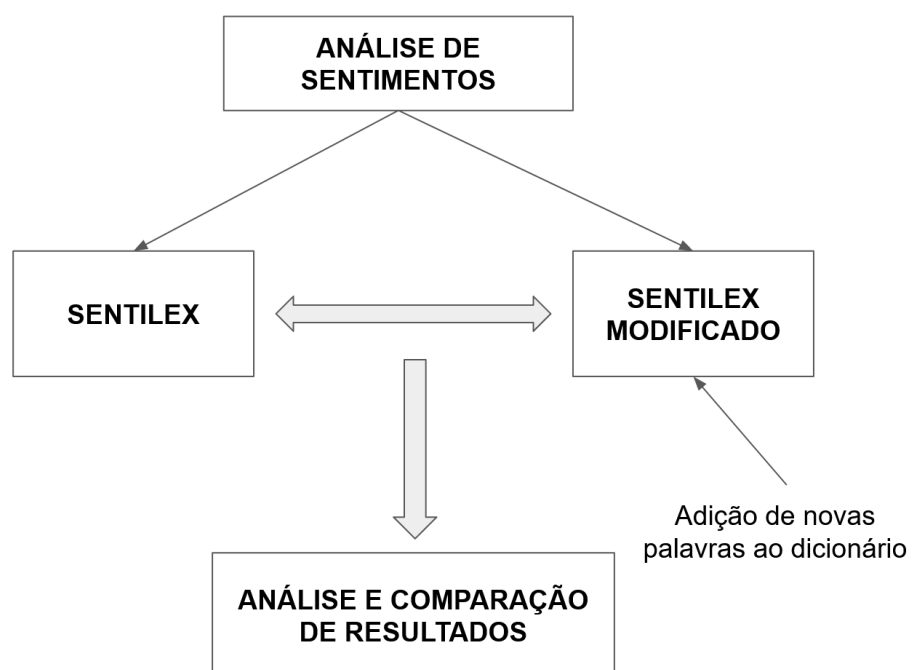 ANÁLISE DE
SENTIMENTOS
SENTILEX
SENTILEX
MODIFICADO
Adição de novas
palavras ao dicionário
ANÁLISE E COMPARAÇÃO
DE RESULTADOS